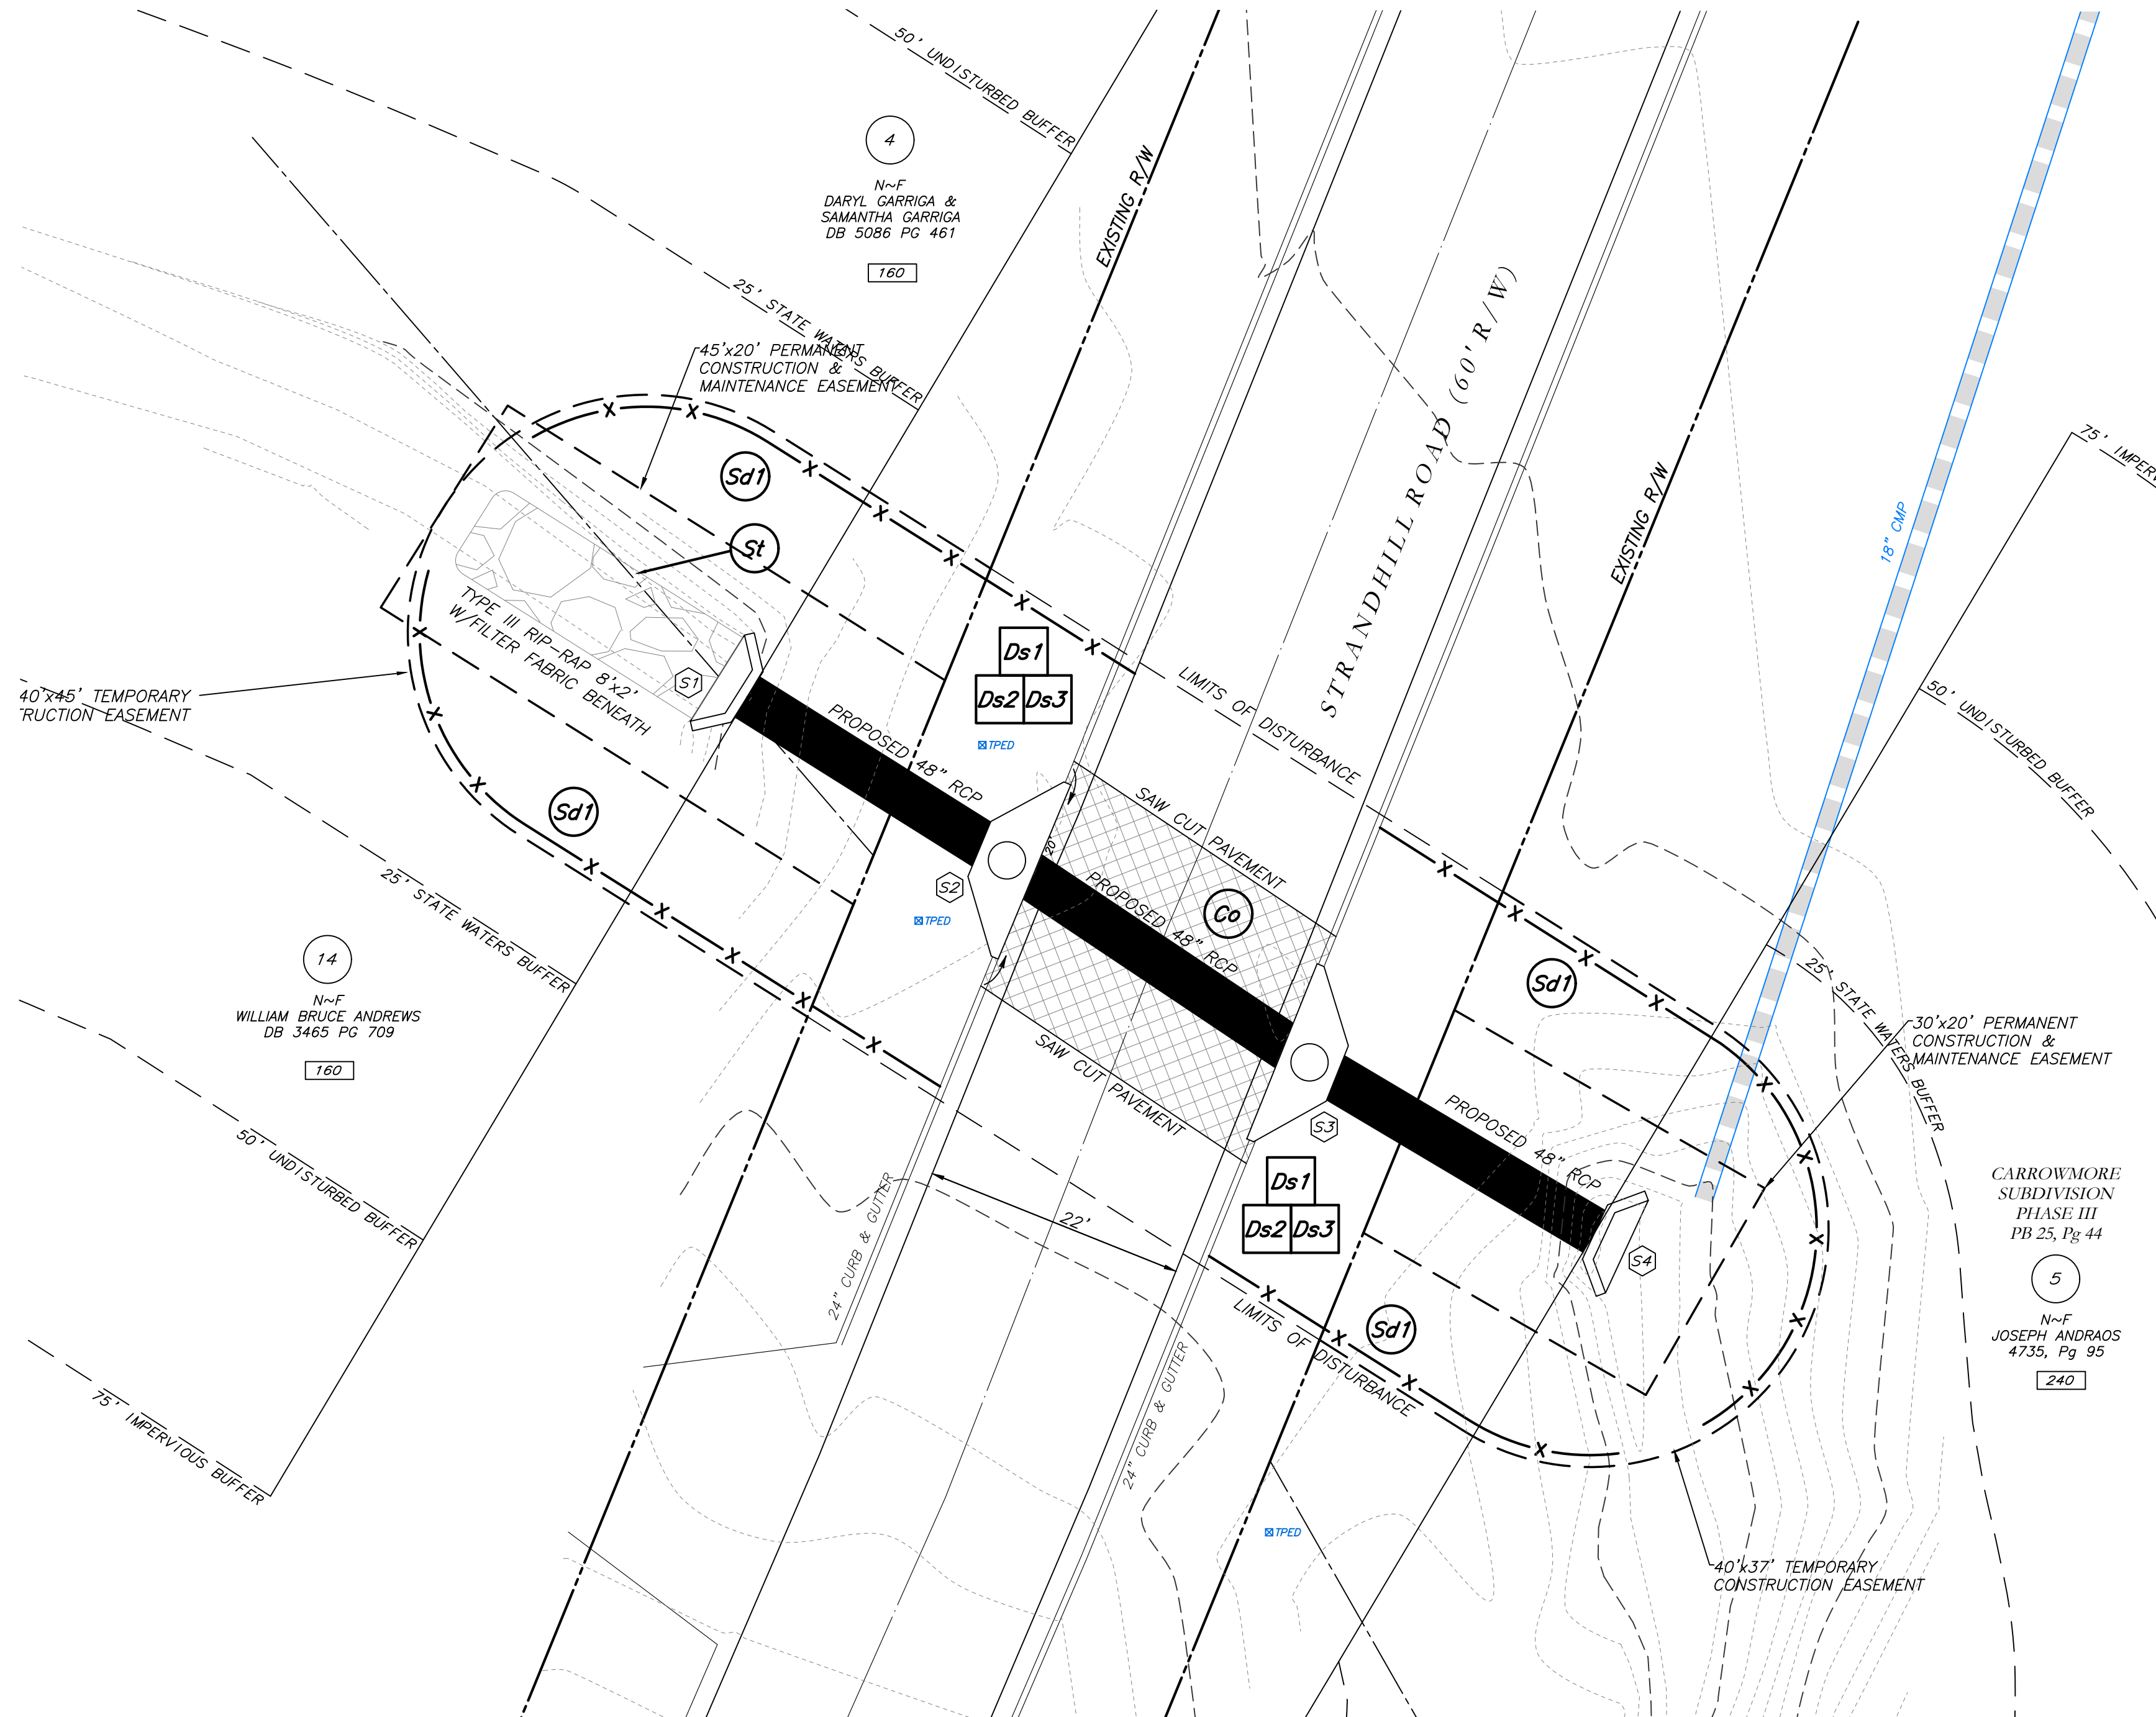 50' UNDISTURBED BUFFER
4
N~F
DARYL GARRIGA &
SAMANTHA GARRIGA
DB 5086 PG 461
160
EXISTING R/W
25' STATE WATERS BUFFER
45'x20' PERMANENT
CONSTRUCTION &
MAINTENANCE EASEMENT
STRANDHILL ROAD (60' R/W)
EXISTING R/W
18" CMP
75' IMPERV
Sd1
St
TYPE III RIP-RAP 8'x2'
W/FILTER FABRIC BENEATH
S1
40'x45' TEMPORARY
RUCTION EASEMENT
Ds1
Ds2 Ds3
TPED
LIMITS OF DISTURBANCE
50' UNDISTURBED BUFFER
PROPOSED 48" RCP
Sd1
SAW CUT PAVEMENT
20'
S2
TPED
PROPOSED 48" RCP
Co
25' STATE WATERS BUFFER
14
N~F
WILLIAM BRUCE ANDREWS
DB 3465 PG 709
160
Sd1
25' STATE WATERS BUFFER
30'x20' PERMANENT
CONSTRUCTION &
MAINTENANCE EASEMENT
SAW CUT PAVEMENT
S3
PROPOSED 48" RCP
50' UNDISTURBED BUFFER
24" CURB & GUTTER
22'
Ds1
Ds2 Ds3
S4
CARROWMORE
SUBDIVISION
PHASE III
PB 25, Pg 44
5
N~F
JOSEPH ANDRAOS
4735, Pg 95
240
LIMITS OF DISTURBANCE
Sd1
24" CURB & GUTTER
75' IMPERVIOUS BUFFER
TPED
40'x37' TEMPORARY
CONSTRUCTION EASEMENT